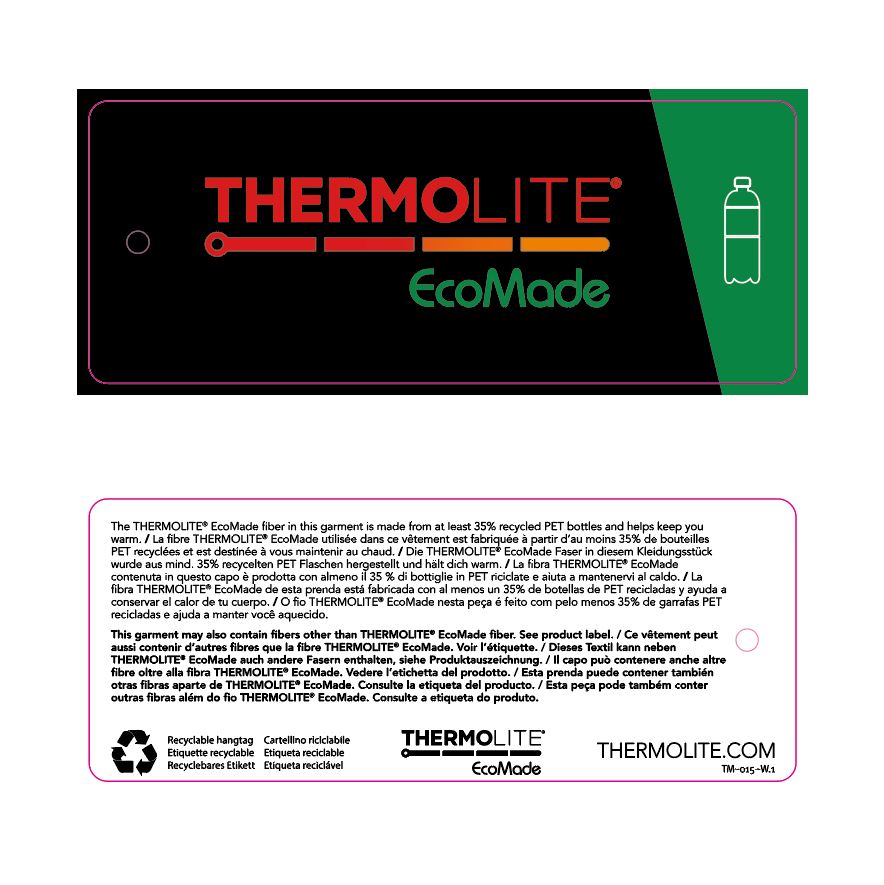 THERMOLITE®
EcoMade
The THERMOLITE® EcoMade fiber in this garment is made from at least 35% recycled PET bottles and helps keep you
warm. / La fibre THERMOLITE® EcoMade utilisée dans ce vêtement est fabriquée à partir d'au moins 35% de bouteilles
PET recyclées et est destinée à vous maintenir au chaud. / Die THERMOLITE® EcoMade Faser in diesem Kleidungsstück
wurde aus mind. 35% recycelten PET Flaschen hergestellt und hält dich warm. / La fibra THERMOLITE® EcoMade
contenuta in questo capo è prodotta con almeno il 35 % di bottiglie in PET riciclate e aiuta a mantenervi al caldo. / La
fibra THERMOLITE® EcoMade de esta prenda está fabricada con al menos un 35% de botellas de PET recicladas y ayuda a
conservar el calor de tu cuerpo. / O fio THERMOLITE® EcoMade nesta peça é feito com pelo menos 35% de garrafas PET
recicladas e ajuda a manter você aquecido.
This garment may also contain fibers other than THERMOLITE® EcoMade fiber. See product label. / Ce vêtement peut
aussi contenir d'autres fibres que la fibre THERMOLITE® EcoMade. Voir l'étiquette. / Dieses Textil kann neben
THERMOLITE® EcoMade auch andere Fasern enthalten, siehe Produktauszeichnung. / Il capo può contenere anche altre
fibre oltre alla fibra THERMOLITE® EcoMade. Vedere l'etichetta del prodotto. / Esta prenda puede contener también
otras fibras aparte de THERMOLITE® EcoMade. Consulte la etiqueta del producto. / Esta peça pode também conter
outras fibras além do fio THERMOLITE® EcoMade. Consulte a etiqueta do produto.
Recyclable hangtag Cartellino riciclabile
Etiquette recyclable Etiqueta reciclable
Recyclebares Etikett Etiqueta reciclável
THERMOLITE®
EcoMade
THERMOLITE.COM
TM-015-W.1